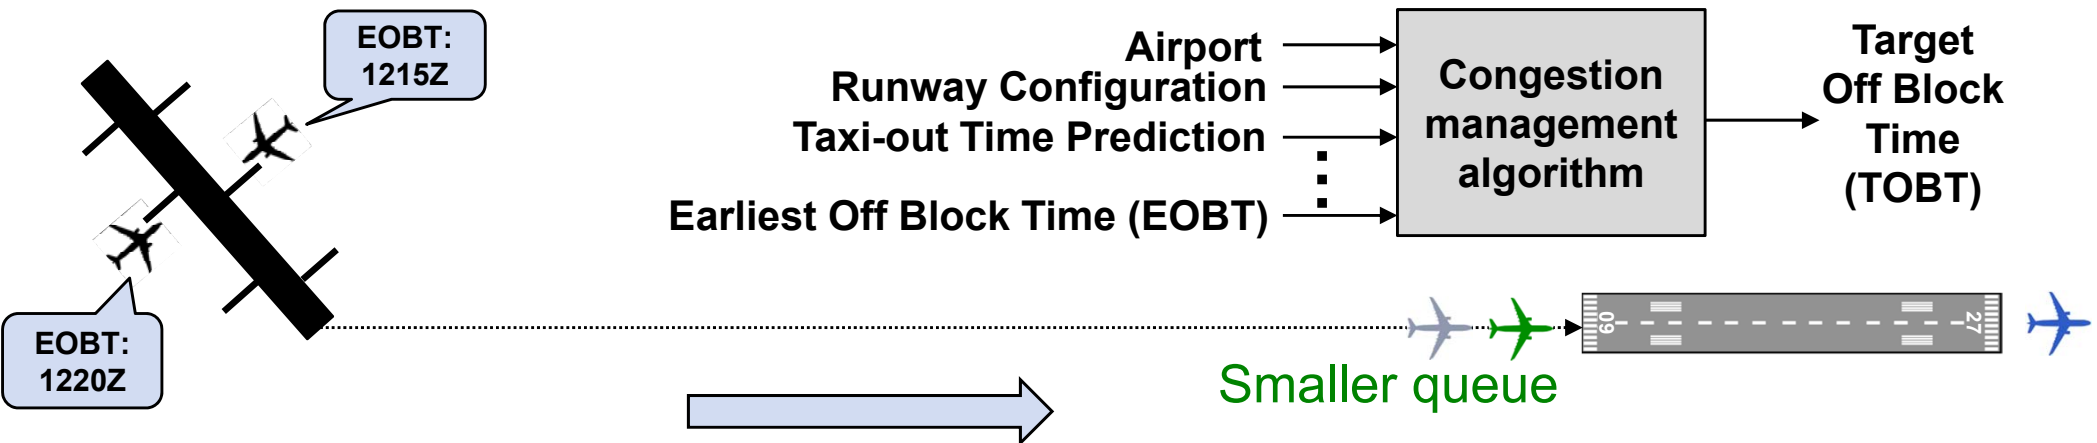 EOBT:
1215Z
EOBT:
1220Z
Airport
Runway Configuration
Taxi-out Time Prediction
Earliest Off Block Time (EOBT)
Congestion
management
algorithm
Target
Off Block
Time
(TOBT)
09
27
Smaller queue